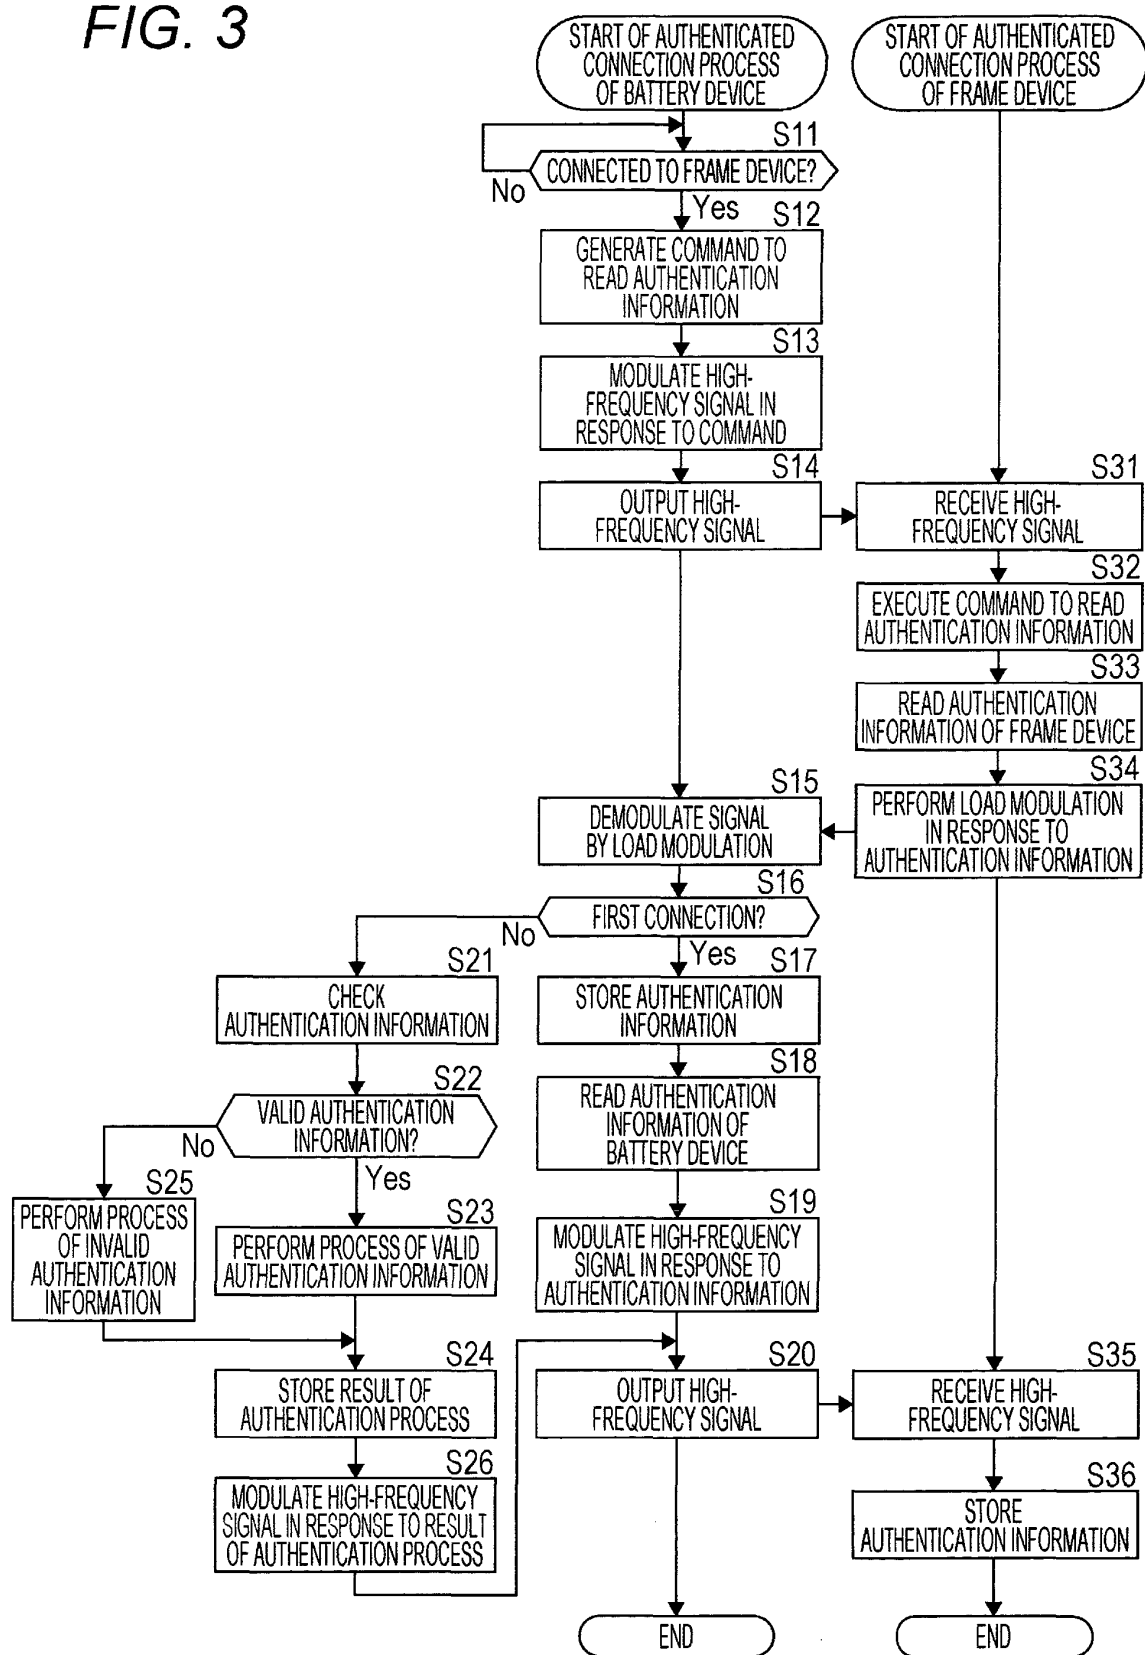 FIG. 3
START OF AUTHENTICATED
CONNECTION PROCESS
OF BATTERY DEVICE
START OF AUTHENTICATED
CONNECTION PROCESS
OF FRAME DEVICE
S11
CONNECTED TO FRAME DEVICE?
No
Yes
S12
GENERATE COMMAND TO
READ AUTHENTICATION
INFORMATION
S13
MODULATE HIGH-
FREQUENCY SIGNAL IN
RESPONSE TO COMMAND
S14
OUTPUT HIGH-
FREQUENCY SIGNAL
S31
RECEIVE HIGH-
FREQUENCY SIGNAL
S32
EXECUTE COMMAND TO READ
AUTHENTICATION INFORMATION
S33
READ AUTHENTICATION
INFORMATION OF FRAME DEVICE
S34
PERFORM LOAD MODULATION
IN RESPONSE TO
AUTHENTICATION INFORMATION
S15
DEMODULATE SIGNAL
BY LOAD MODULATION
S16
FIRST CONNECTION?
No
Yes
S21
CHECK
AUTHENTICATION INFORMATION
S17
STORE AUTHENTICATION
INFORMATION
S22
VALID AUTHENTICATION
INFORMATION?
No
Yes
S18
READ AUTHENTICATION
INFORMATION OF
BATTERY DEVICE
S25
PERFORM PROCESS
OF INVALID
AUTHENTICATION
INFORMATION
S23
PERFORM PROCESS OF VALID
AUTHENTICATION INFORMATION
S19
MODULATE HIGH-FREQUENCY
SIGNAL IN RESPONSE TO
AUTHENTICATION INFORMATION
S24
STORE RESULT OF
AUTHENTICATION PROCESS
S20
OUTPUT HIGH-
FREQUENCY SIGNAL
S35
RECEIVE HIGH-
FREQUENCY SIGNAL
S26
MODULATE HIGH-FREQUENCY
SIGNAL IN RESPONSE TO RESULT
OF AUTHENTICATION PROCESS
S36
STORE
AUTHENTICATION INFORMATION
END
END